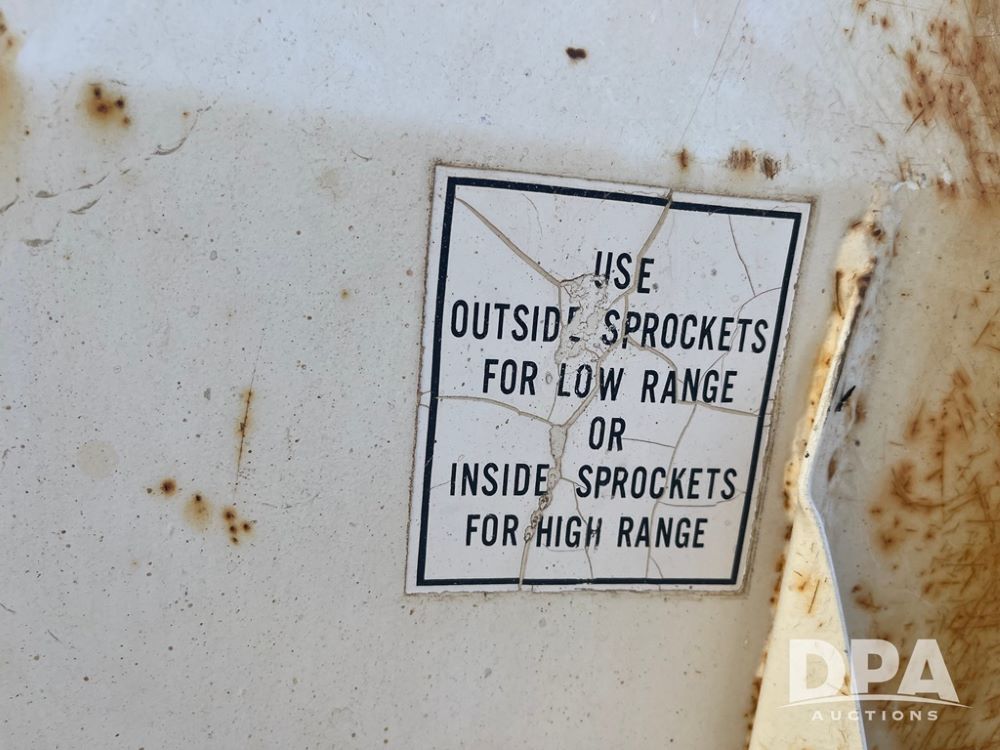 USE
OUTSIDE SPROCKETS
FOR LOW RANGE
OR
INSIDE SPROCKETS
FOR HIGH RANGE
DPA
AUCTIONS